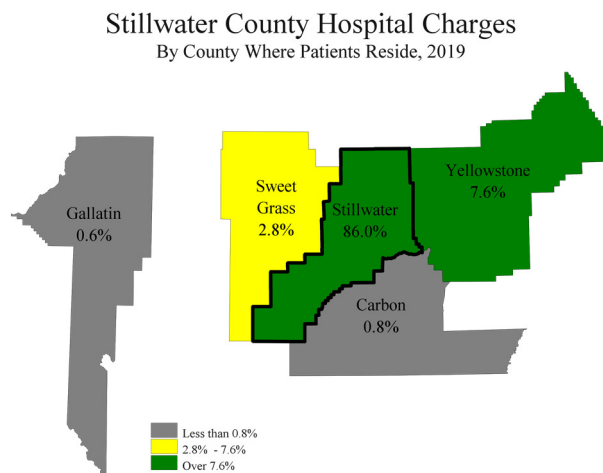 Stillwater County Hospital Charges
By County Where Patients Reside, 2019
Gallatin
0.6%
Sweet
Grass
2.8%
Stillwater
86.0%
Yellowstone
7.6%
Carbon
0.8%
Less than 0.8%
2.8% - 7.6%
Over 7.6%